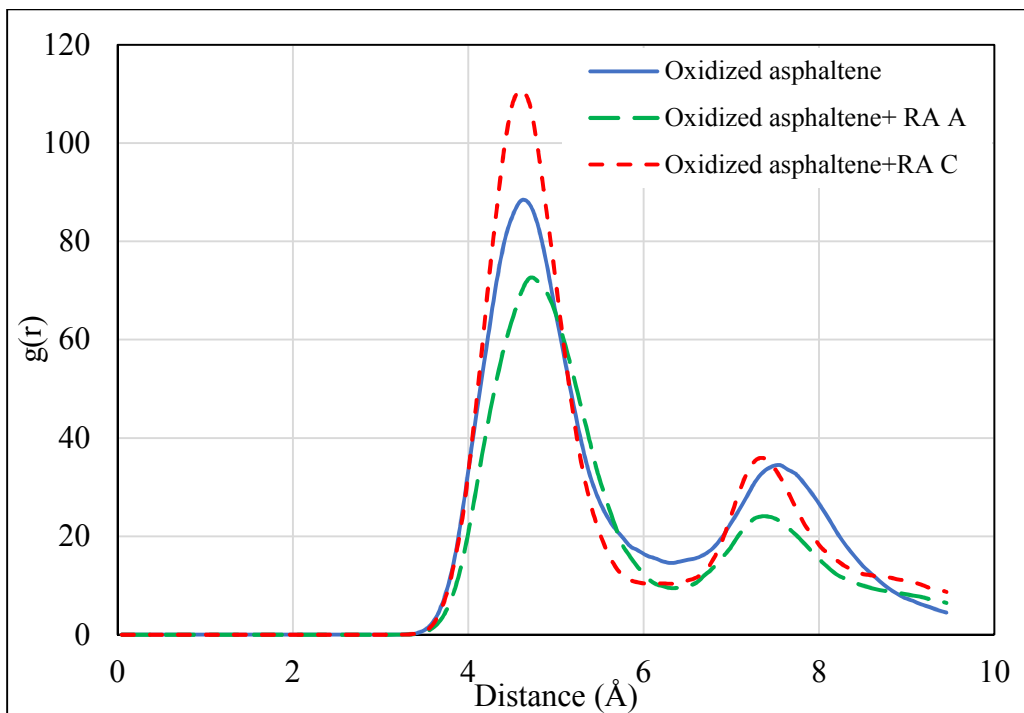 120
100
80
60
40
20
0
g(r)
Oxidized asphaltene
Oxidized asphaltene+ RA A
Oxidized asphaltene+RA C
0 2 4 6 8 10
Distance (Å)